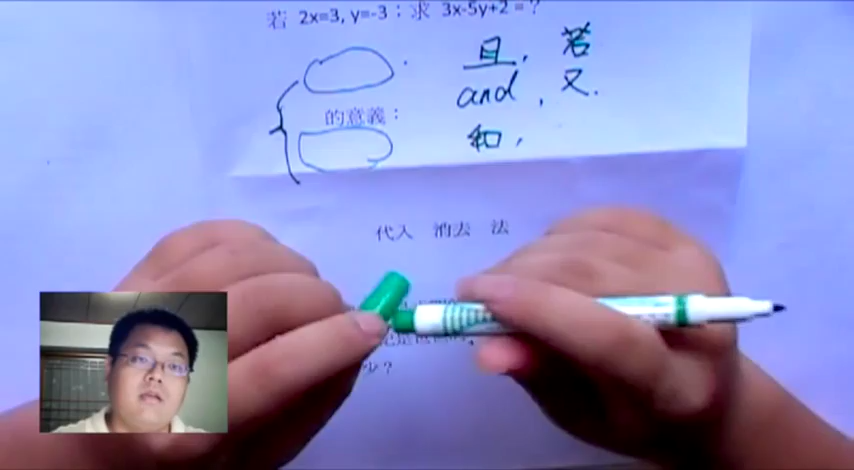 若 2x=3, y=-3；求 3x-5y+2 =？
且，若
and，又.
的意義：
和，
代入 消去 法
少？